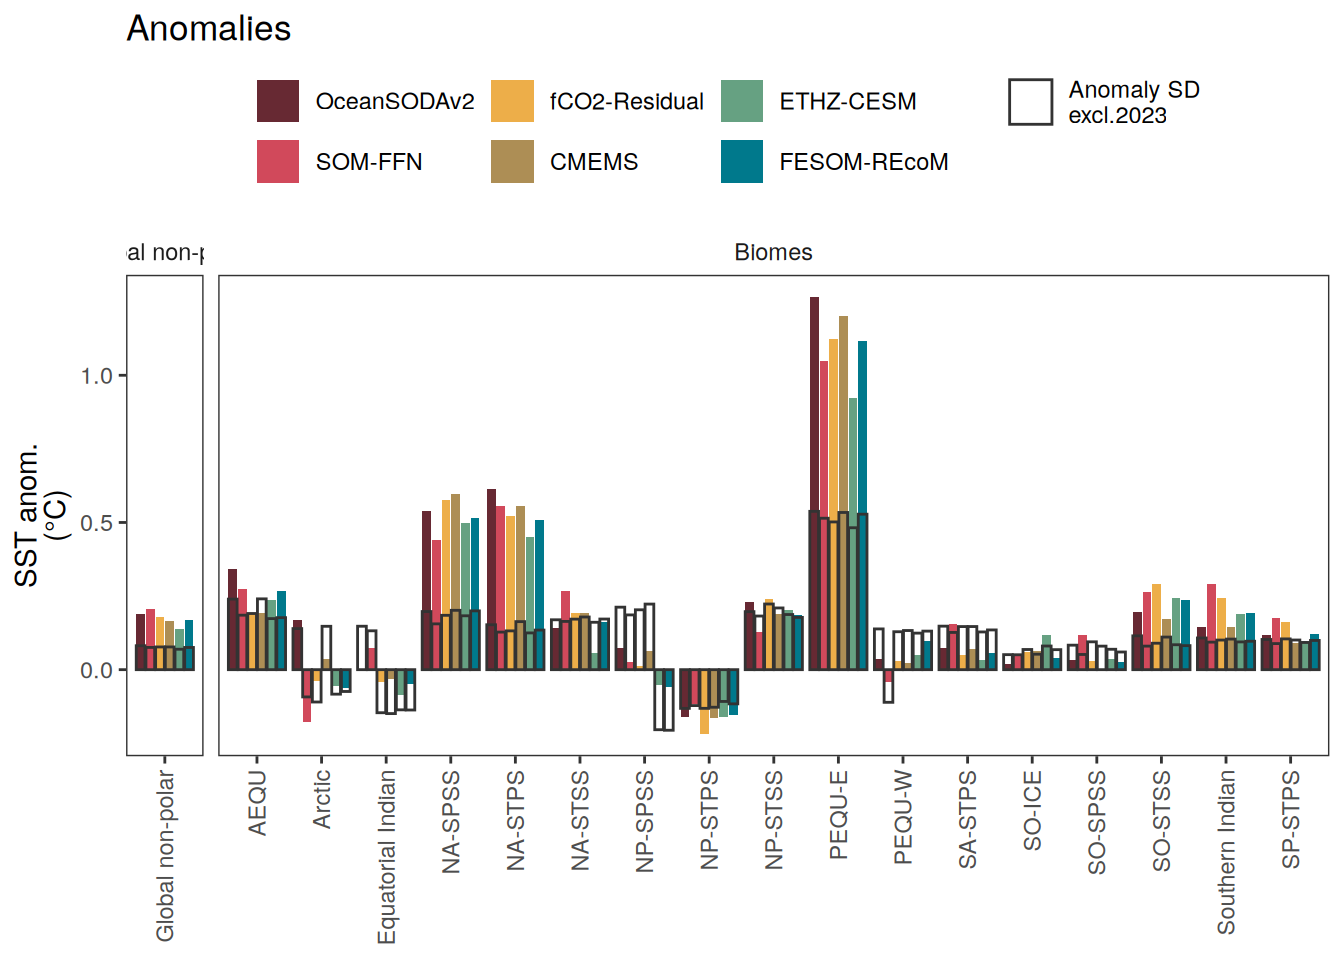 Anomalies
OceanSODAv2
fCO2-Residual
ETHZ-CESM
Anomaly SD
excl.2023
SOM-FFN
CMEMS
FESOM-REcoM
al non-
Biomes
SST anom.
(°C)
1.0
0.5
0.0
Global non-polar
AEQU
Arctic
Equatorial Indian
NA-SPSS
NA-STPS
NA-STSS
NP-SPSS
NP-STPS
NP-STSS
PEQU-E
PEQU-W
SA-STPS
SO-ICE
SO-SPSS
SO-STSS
Southern Indian
SP-STPS